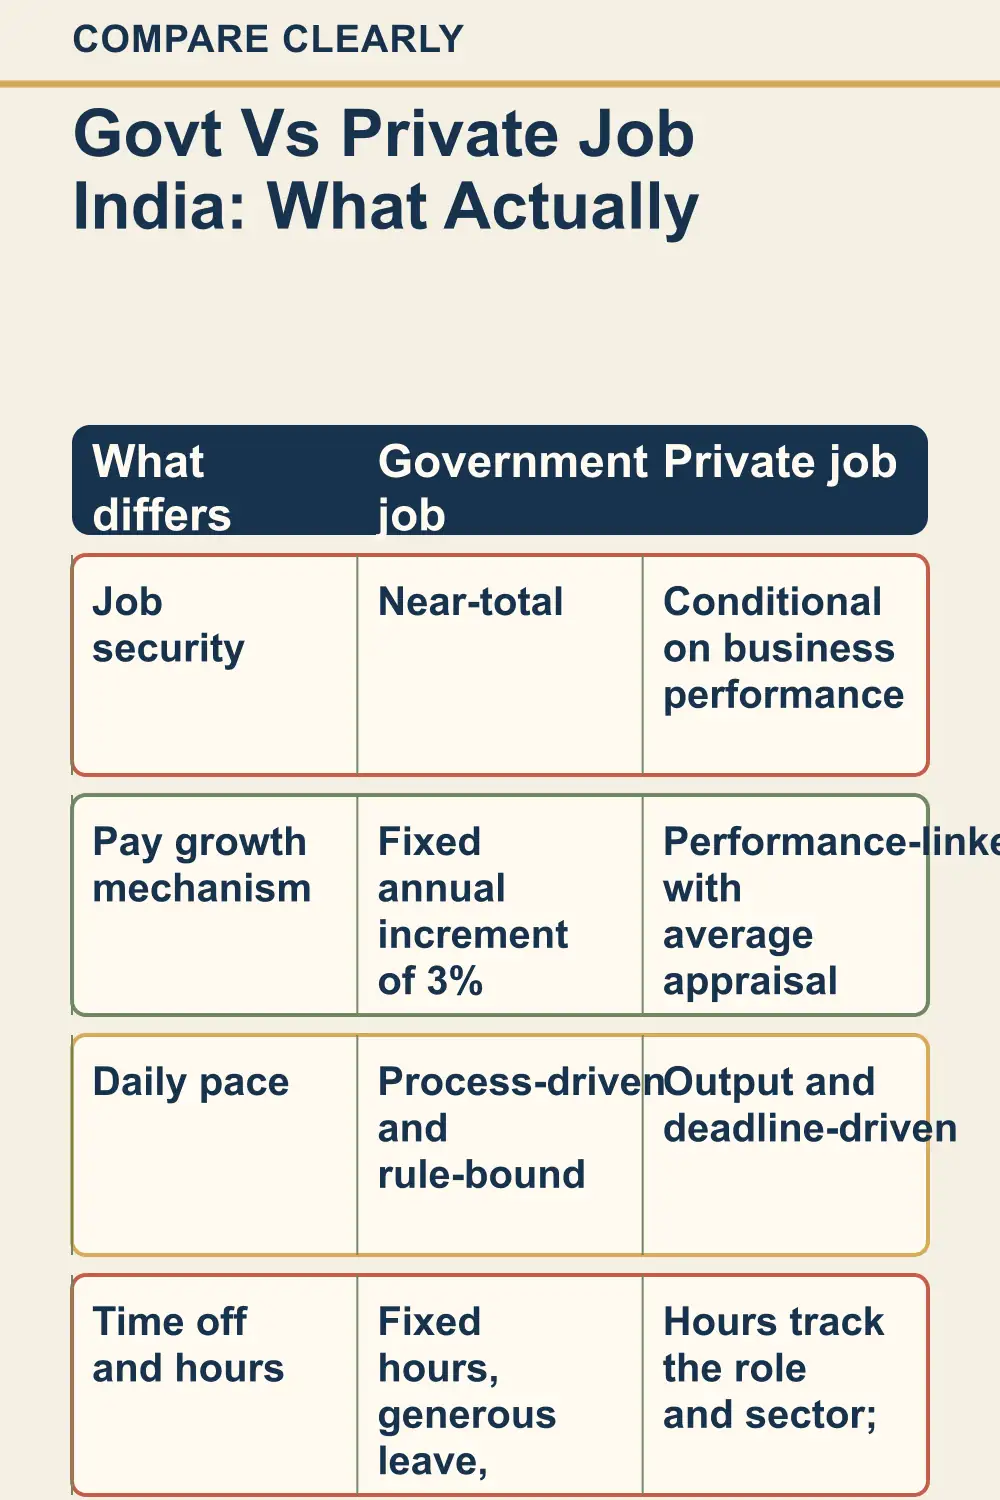 COMPARE CLEARLY
Govt Vs Private Job
India: What Actually
What
differs
Government
job
Private job
Job
security
Near-total
Conditional
on business
performance
Pay growth
mechanism
Fixed
annual
increment
of 3%
Performance-linke
with
average
appraisal
Daily pace
Process-driven
and
rule-bound
Output and
deadline-driven
Time off
and hours
Fixed
hours,
generous
leave,
Hours track
the role
and sector;